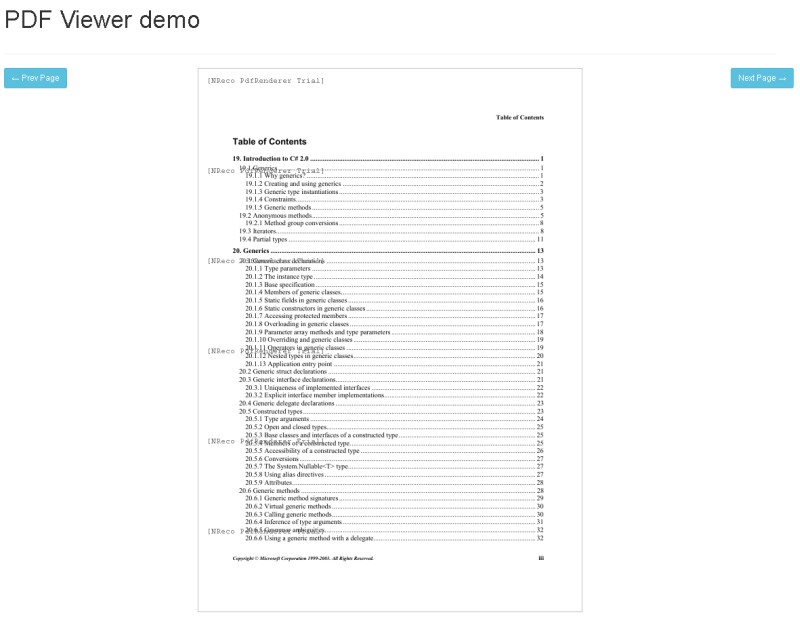 PDF Viewer demo
← Prev Page
Next Page →
[NReco PdfRenderer Trial]
Table of Contents
Table of Contents
19. Introduction to C# 2.0 ........ 1
19.1 Generics ........ 1
[NReco PdfRenderer Trial]
19.1.1 Why generics? ........ 1
19.1.2 Creating and using generics ........ 2
19.1.3 Generic type instantiations ........ 3
19.1.4 Constraints ........ 3
19.1.5 Generic methods ........ 5
19.2 Anonymous methods ........ 5
19.2.1 Method group conversions ........ 8
19.3 Iterators ........ 8
19.4 Partial types ........ 11
20. Generics ........ 13
[NReco PdfRenderer Trial]
20.1 Generic class declarations ........ 13
20.1.1 Type parameters ........ 13
20.1.2 The instance type ........ 14
20.1.3 Base specification ........ 15
20.1.4 Members of generic classes ........ 15
20.1.5 Static fields in generic classes ........ 16
20.1.6 Static constructors in generic classes ........ 16
20.1.7 Accessing protected members ........ 17
20.1.8 Overloading in generic classes ........ 17
20.1.9 Parameter array methods and type parameters ........ 18
20.1.10 Overriding and generic classes ........ 19
20.1.11 Operators in generic classes ........ 19
[NReco PdfRenderer Trial]
20.1.12 Nested types in generic classes ........ 20
20.1.13 Application entry point ........ 21
20.2 Generic struct declarations ........ 21
20.3 Generic interface declarations ........ 21
20.3.1 Uniqueness of implemented interfaces ........ 22
20.3.2 Explicit interface member implementations ........ 22
20.4 Generic delegate declarations ........ 23
20.5 Constructed types ........ 23
20.5.1 Type arguments ........ 24
20.5.2 Open and closed types ........ 25
20.5.3 Base classes and interfaces of a constructed type ........ 25
[NReco PdfRenderer Trial]
20.5.4 Members of a constructed type ........ 25
20.5.5 Accessibility of a constructed type ........ 26
20.5.6 Conversions ........ 27
20.5.7 The System.Nullable<T> type ........ 27
20.5.8 Using alias directives ........ 27
20.5.9 Attributes ........ 28
20.6 Generic methods ........ 28
20.6.1 Generic method signatures ........ 29
20.6.2 Virtual generic methods ........ 30
20.6.3 Calling generic methods ........ 30
20.6.4 Inference of type arguments ........ 31
20.6.5 Grammar ambiguities ........ 32
[NReco PdfRenderer Trial]
20.6.6 Using a generic method with a delegate ........ 32
Copyright © Microsoft Corporation 1999-2003. All Rights Reserved.
iii